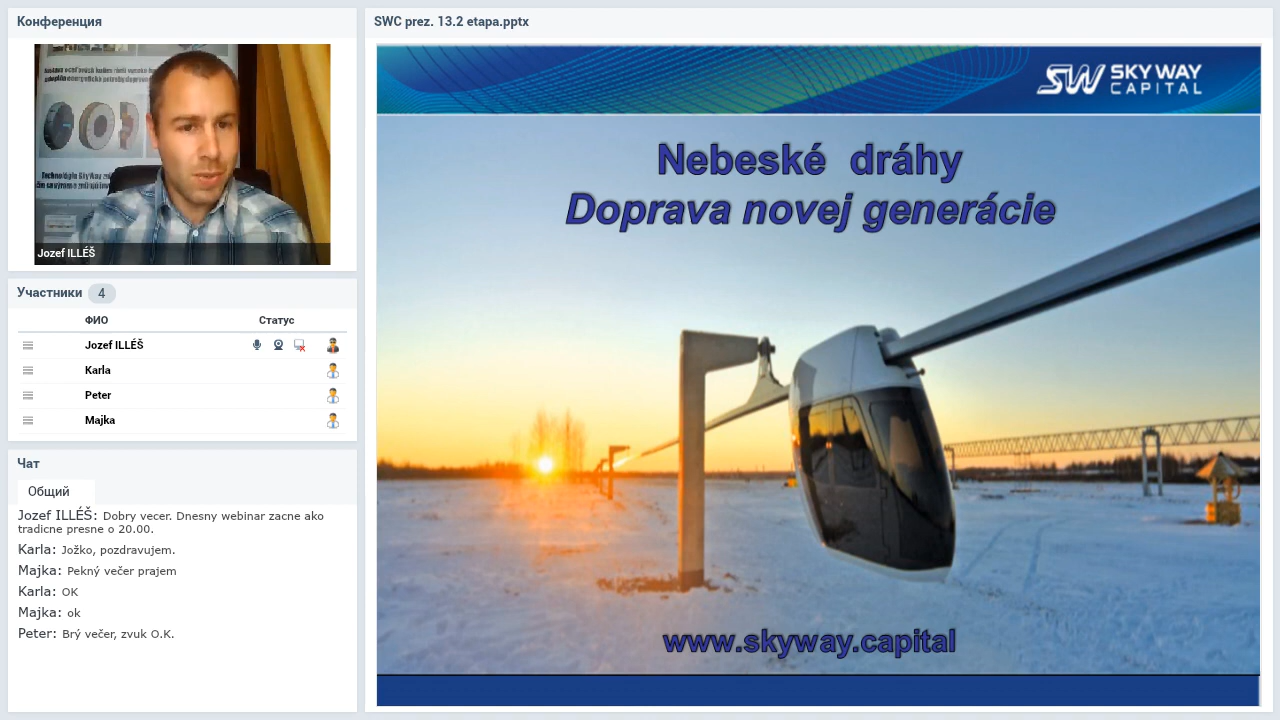 Конференция
Jozef ILLÉŠ
Участники 4
ФИО Статус
Jozef ILLÉŠ
Karla
Peter
Majka
Чат
Общий
Jozef ILLÉŠ: Dobry vecer. Dnesny webinar zacne ako
tradicne presne o 20.00.
Karla: Jožko, pozdravujem.
Majka: Pekný večer prajem
Karla: OK
Majka: ok
Peter: Brý večer, zvuk O.K.
SWC prez. 13.2 etapa.pptx
SW SKY WAY
CAPITAL
Nebeské dráhy
Doprava novej generácie
www.skyway.capital